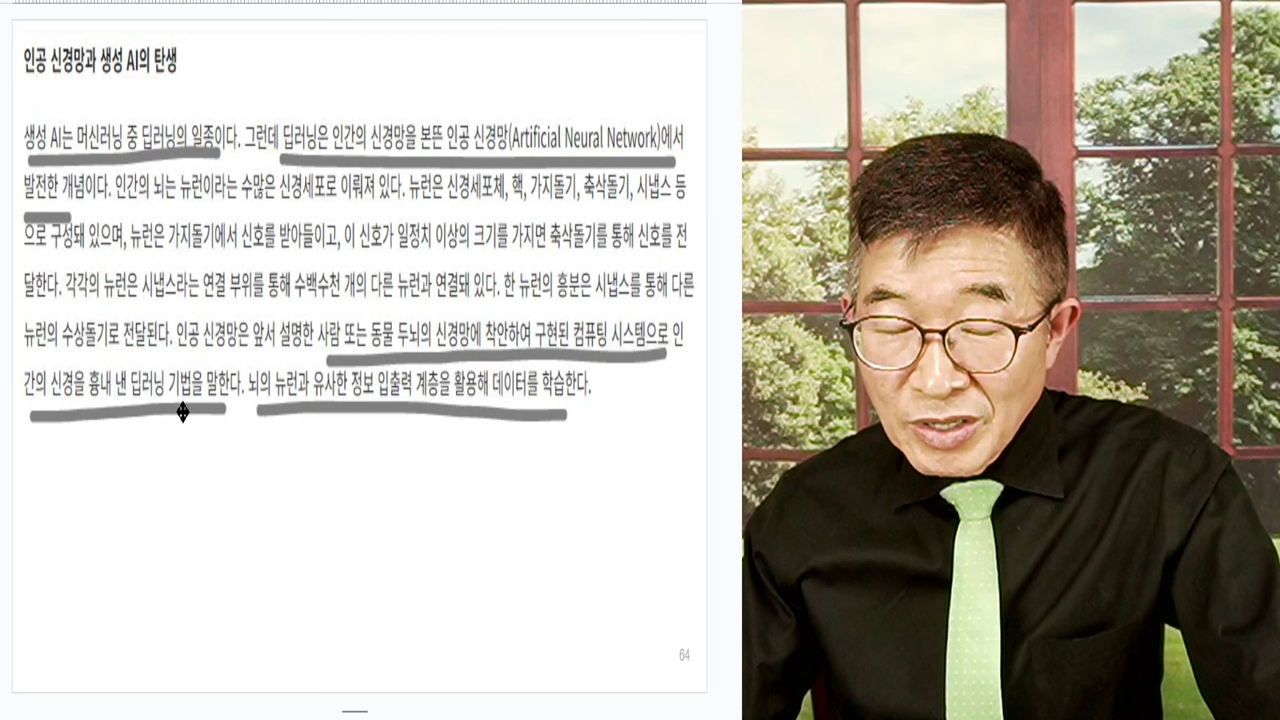 인공 신경망과 생성 AI의 탄생
생성 AI는 머신러닝 중 딥러닝의 일종이다. 그런데 딥러닝은 인간의 신경망을 본뜬 인공 신경망(Artificial Neural Network)에서
발전한 개념이다. 인간의 뇌는 뉴런이라는 수많은 신경세포로 이뤄져 있다. 뉴런은 신경세포체, 핵, 가지돌기, 축삭돌기, 시냅스 등
으로 구성돼 있으며, 뉴런은 가지돌기에서 신호를 받아들이고, 이 신호가 일정치 이상의 크기를 가지면 축삭돌기를 통해 신호를 전
달한다. 각각의 뉴런은 시냅스라는 연결 부위를 통해 수백수천 개의 다른 뉴런과 연결돼 있다. 한 뉴런의 흥분은 시냅스를 통해 다른
뉴런의 수상돌기로 전달된다. 인공 신경망은 앞서 설명한 사람 또는 동물 두뇌의 신경망에 착안하여 구현된 컴퓨팅 시스템으로 인
간의 신경을 흉내 낸 딥러닝 기법을 말한다. 뇌의 뉴런과 유사한 정보 입출력 계층을 활용해 데이터를 학습한다.
64